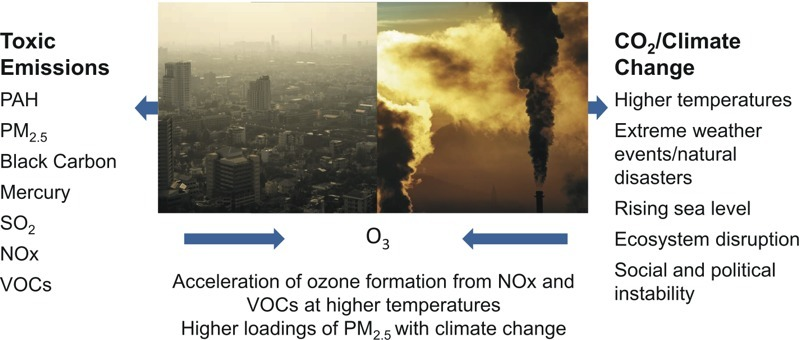 Toxic
Emissions
PAH
PM2.5
Black Carbon
Mercury
SO2
NOx
VOCs
CO2/Climate
Change
Higher temperatures
Extreme weather
events/natural
disasters
Rising sea level
Ecosystem disruption
Social and political
instability
O3
Acceleration of ozone formation from NOx and
VOCs at higher temperatures
Higher loadings of PM2.5 with climate change